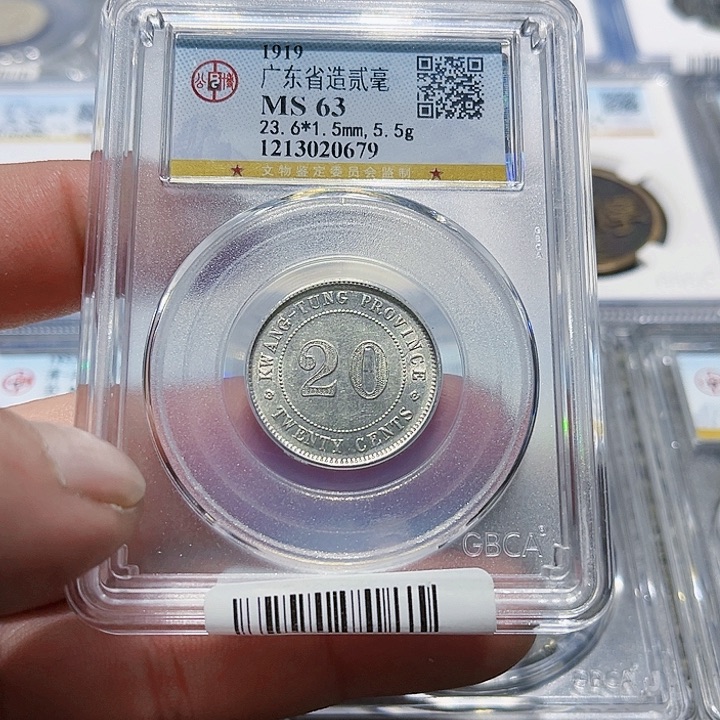 1919
广东省造贰毫
MS 63
23.6*1.5mm,5.5g
1213020679
★ 文物鉴定委员会监制 ★
KWANG-TUNG PROVINCE
20
TWENTY CENTS
GBCA